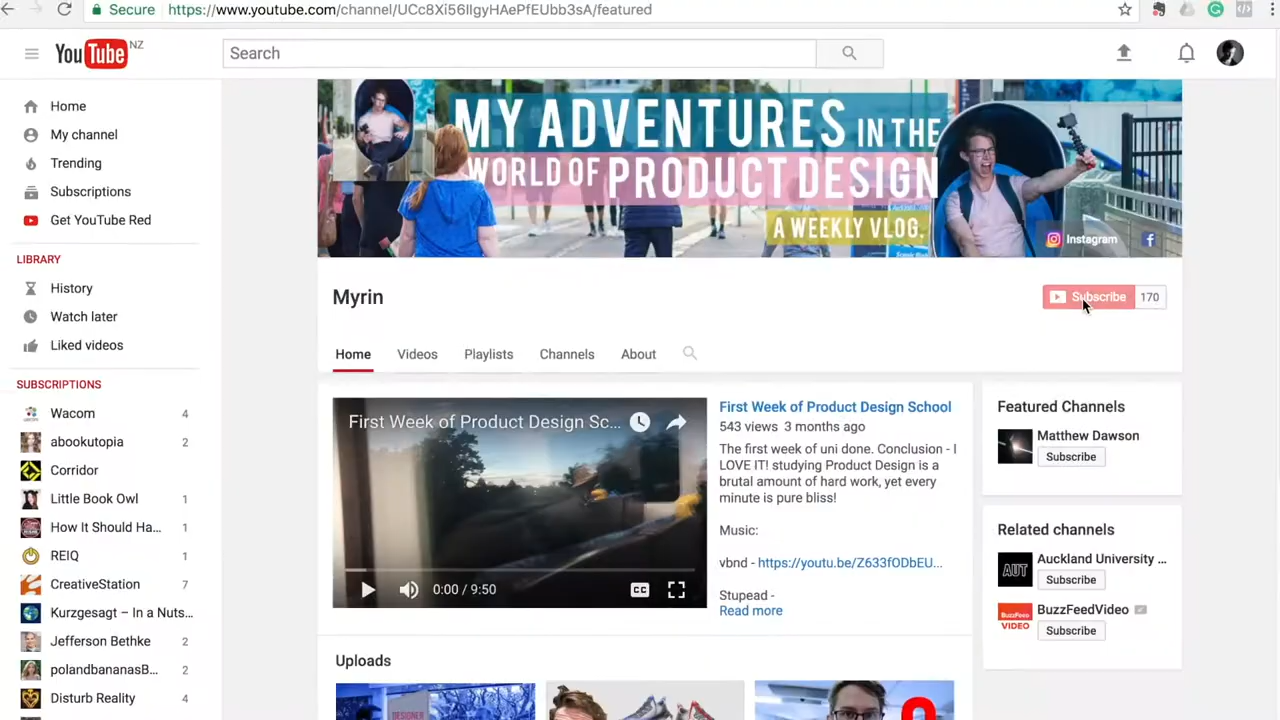 Secure https://www.youtube.com/channel/UCc8Xi56IlgyHAePfEUbb3sA/featured
YouTube NZ
Search
Home
My channel
Trending
Subscriptions
Get YouTube Red
LIBRARY
History
Watch later
Liked videos
SUBSCRIPTIONS
Wacom 4
abookutopia 2
Corridor
Little Book Owl 1
How It Should Ha... 1
REIQ 1
CreativeStation 7
Kurzgesagt – In a Nuts...
Jefferson Bethke 2
polandbananasB... 2
Disturb Reality 4
MY ADVENTURES IN THE
WORLD OF PRODUCT DESIGN
A WEEKLY VLOG.
Instagram
Myrin
Subscribe 170
Home Videos Playlists Channels About
First Week of Product Design Sc...
0:00 / 9:50
CC
First Week of Product Design School
543 views 3 months ago
The first week of uni done. Conclusion - I
LOVE IT! studying Product Design is a
brutal amount of hard work, yet every
minute is pure bliss!
Music:
vbnd - https://youtu.be/Z633fODbEU...
Stupead -
Read more
Uploads
DESIGNER
Featured Channels
Matthew Dawson
Subscribe
Related channels
AUT
Auckland University ...
Subscribe
BuzzFeed
VIDEO
BuzzFeedVideo
Subscribe